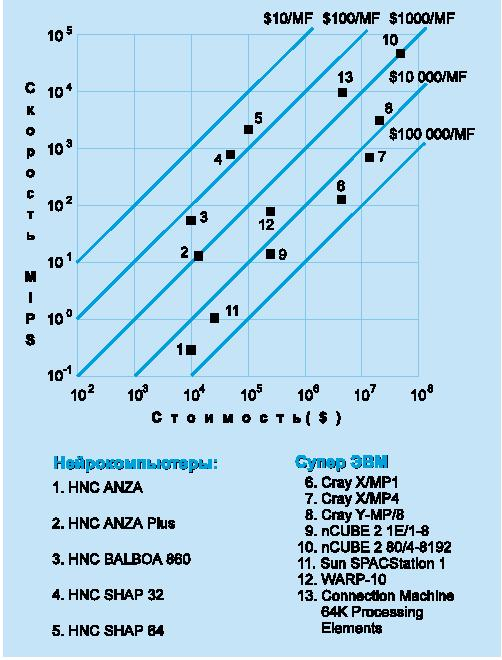 $10/MF $100/MF $1000/MF
$10 000/MF
$100 000/MF
Скорость MIPS
10⁵
10⁴
10³
10²
10¹
10⁰
10⁻¹
10 13 5 8 4 7 6 3 12 2 9 11 1
10² 10³ 10⁴ 10⁵ 10⁶ 10⁷ 10⁸
Стоимость($)
Нейрокомпьютеры:
1. HNC ANZA
2. HNC ANZA Plus
3. HNC BALBOA 860
4. HNC SHAP 32
5. HNC SHAP 64
Супер ЭВМ
6. Cray X/MP1
7. Cray X/MP4
8. Cray Y-MP/8
9. nCUBE 2 1E/1-8
10. nCUBE 2 80/4-8192
11. Sun SPACStation 1
12. WARP-10
13. Connection Machine
64K Processing
Elements